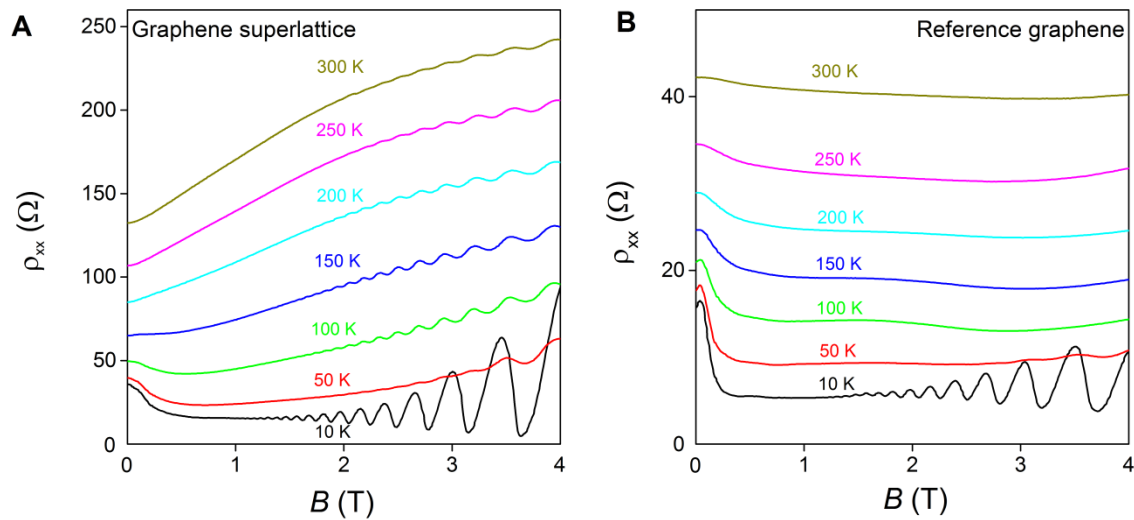 A
Graphene superlattice
250
200
150
100
50
0
ρxx (Ω)
300 K
250 K
200 K
150 K
100 K
50 K
10 K
0 1 2 3 4
B (T)
B
Reference graphene
40
20
0
ρxx (Ω)
300 K
250 K
200 K
150 K
100 K
50 K
10 K
0 1 2 3 4
B (T)